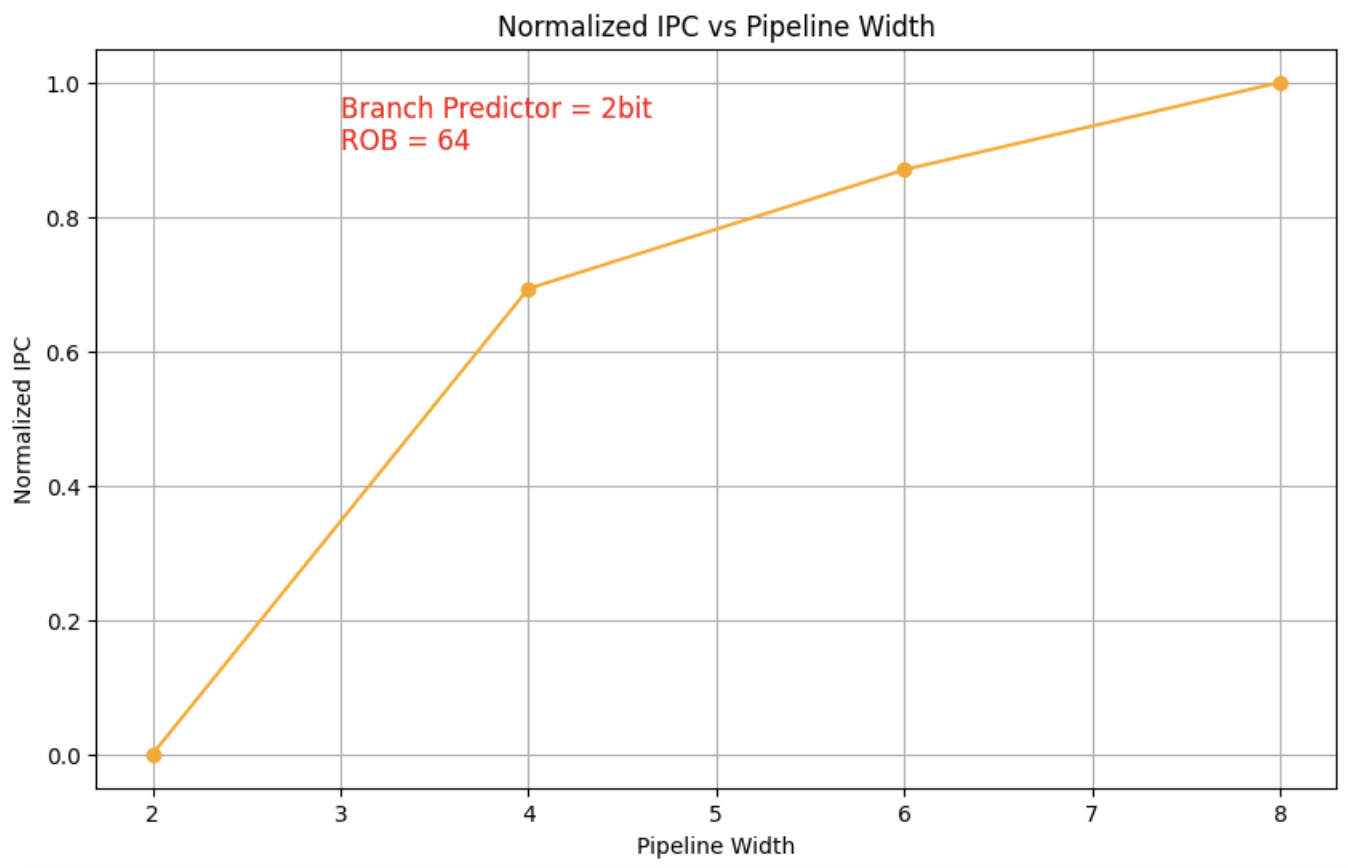 Normalized IPC vs Pipeline Width
Branch Predictor = 2bit
ROB = 64
Normalized IPC
1.0
0.8
0.6
0.4
0.2
0.0
2 3 4 5 6 7 8
Pipeline Width